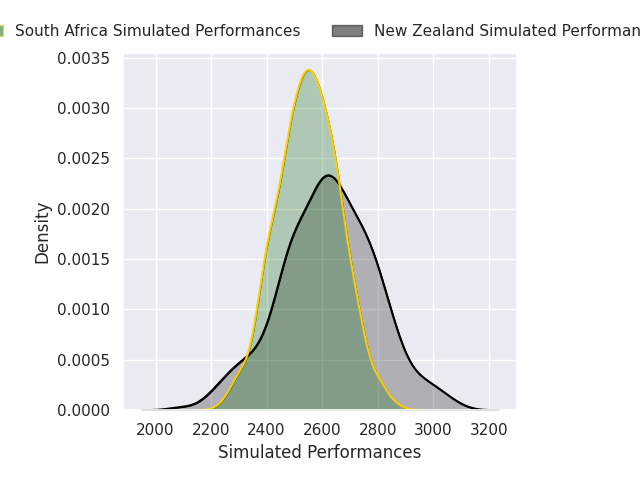 South Africa Simulated Performances New Zealand Simulated Performan
0.0035
0.0030
0.0025
0.0020
0.0015
0.0010
0.0005
0.0000
Density
2000 2200 2400 2600 2800 3000 3200
Simulated Performances